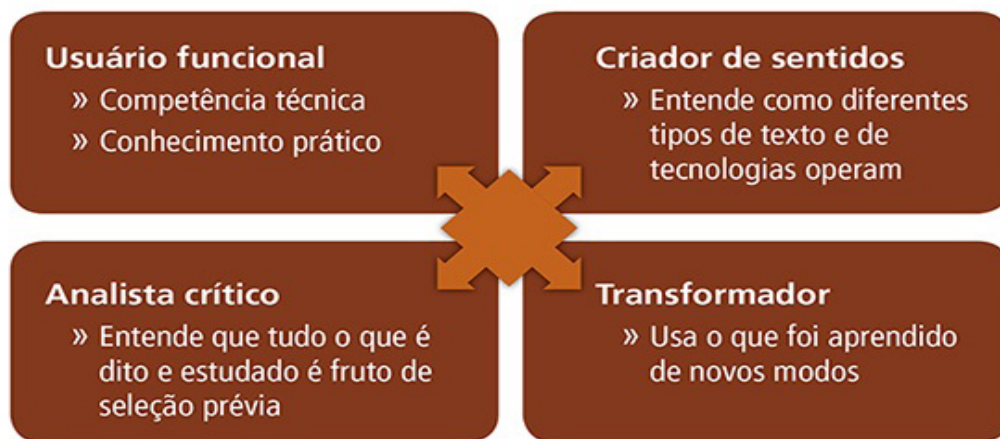 Usuário funcional
» Competência técnica
» Conhecimento prático
Criador de sentidos
» Entende como diferentes
tipos de texto e de
tecnologias operam
Analista crítico
» Entende que tudo o que é
dito e estudado é fruto de
seleção prévia
Transformador
» Usa o que foi aprendido
de novos modos